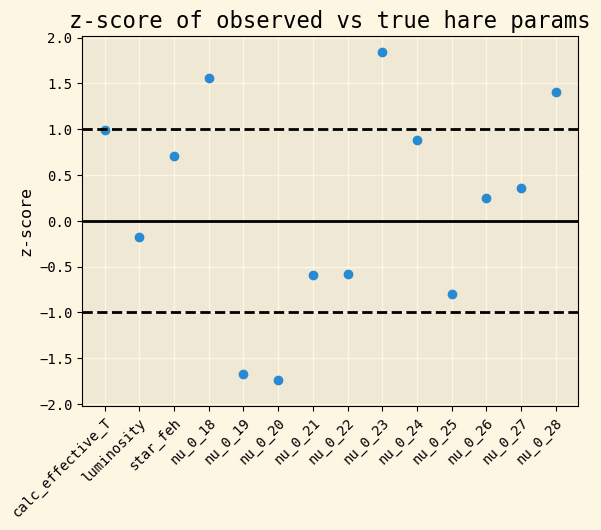 z-score of observed vs true hare params
z-score
2.0
1.5
1.0
0.5
0.0
−0.5
−1.0
−1.5
−2.0
calc_effective_T
luminosity
star_feh
nu_0_18
nu_0_19
nu_0_20
nu_0_21
nu_0_22
nu_0_23
nu_0_24
nu_0_25
nu_0_26
nu_0_27
nu_0_28